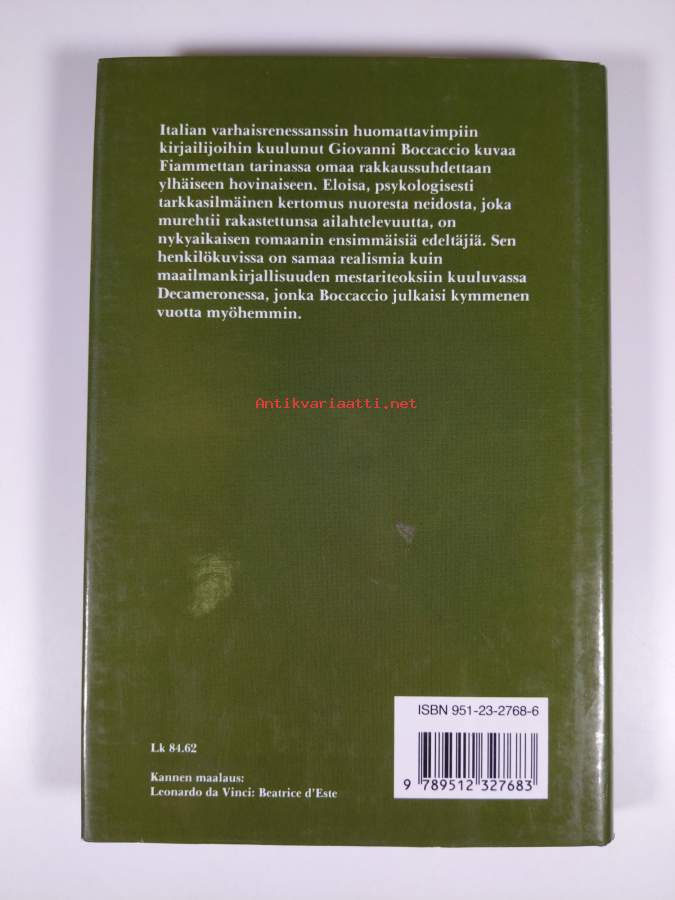 Italian varhaisrenessanssin huomattavimpiin
kirjailijoihin kuulunut Giovanni Boccaccio kuvaa
Fiammettan tarinassa omaa rakkaussuhdettaan
ylhäiseen hovinaiseen. Eloisa, psykologisesti
tarkkasilmäinen kertomus nuoresta neidosta, joka
murehtii rakastettunsa ailahtelevuutta, on
nykyaikaisen romaanin ensimmäisiä edeltäjiä. Sen
henkilökuvissa on samaa realismia kuin
maailmankirjallisuuden mestariteoksiin kuuluvassa
Decameronessa, jonka Boccaccio julkaisi kymmenen
vuotta myöhemmin.
Antikvariaatti.net
ISBN 951-23-2768-6
9 789512 327683
Lk 84.62
Kannen maalaus:
Leonardo da Vinci: Beatrice d'Este